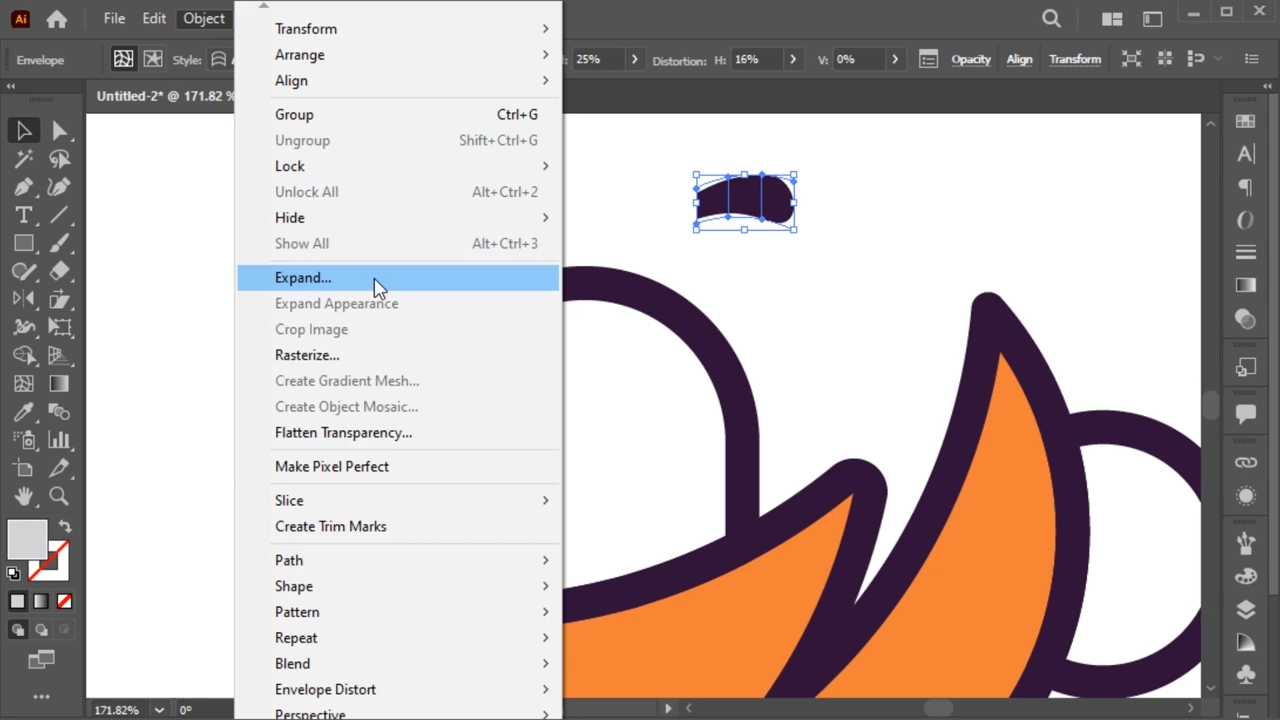 Ai
File
Edit
Object
Envelope
Style:
25%
Distortion:
H:
16%
V:
0%
Opacity
Align
Transform
Untitled-2* @ 171.82 %
Transform
Arrange
Align
Group Ctrl+G
Ungroup Shift+Ctrl+G
Lock
Unlock All Alt+Ctrl+2
Hide
Show All Alt+Ctrl+3
Expand...
Expand Appearance
Crop Image
Rasterize...
Create Gradient Mesh...
Create Object Mosaic...
Flatten Transparency...
Make Pixel Perfect
Slice
Create Trim Marks
Path
Shape
Pattern
Repeat
Blend
Envelope Distort
Perspective
171.82%
0°